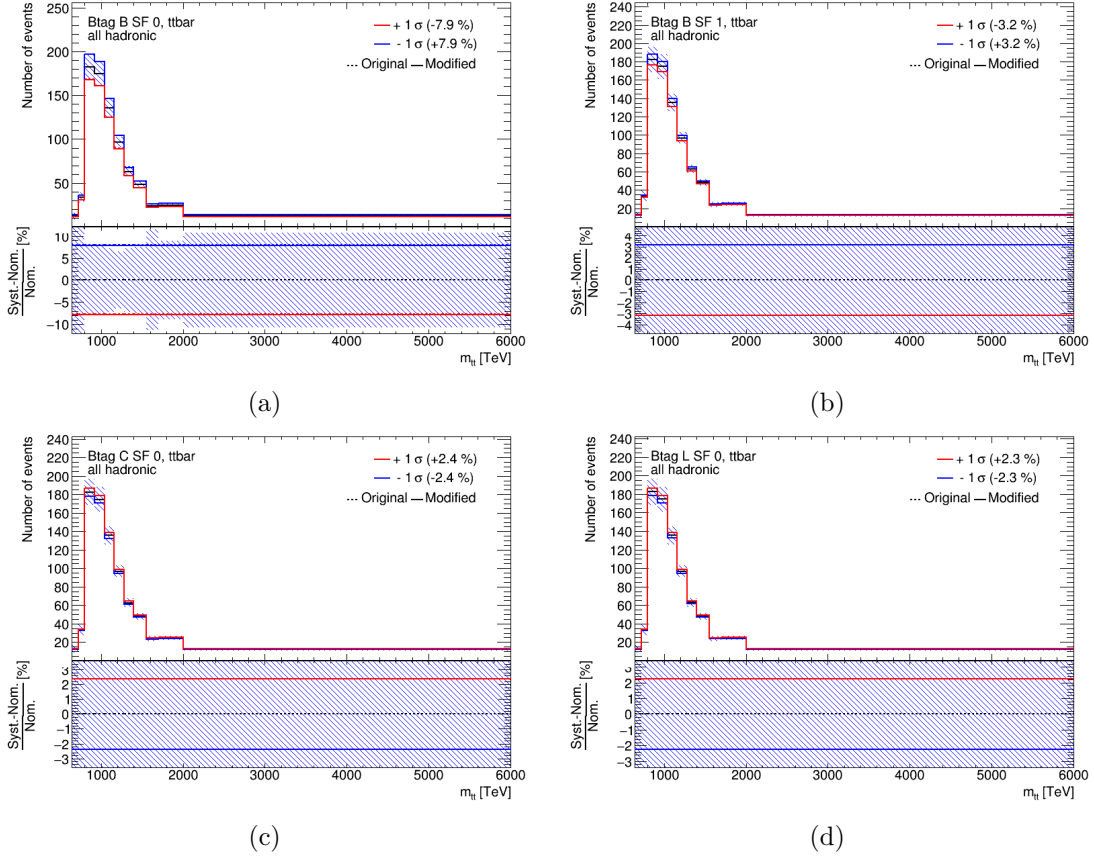 Btag B SF 0, ttbar
all hadronic
+ 1 σ (-7.9 %)
- 1 σ (+7.9 %)
Original Modified
Number of events
250
200
150
100
50
Syst.-Nom. [%]
Nom.
10
5
0
−5
−10
1000 2000 3000 4000 5000 6000
m_tt [TeV]
(a)
Btag B SF 1, ttbar
all hadronic
+ 1 σ (-3.2 %)
- 1 σ (+3.2 %)
Original Modified
Number of events
240
220
200
180
160
140
120
100
80
60
40
20
Syst.-Nom. [%]
Nom.
4
3
2
1
0
−1
−2
−3
−4
1000 2000 3000 4000 5000 6000
m_tt [TeV]
(b)
Btag C SF 0, ttbar
all hadronic
+ 1 σ (+2.4 %)
- 1 σ (-2.4 %)
Original Modified
Number of events
240
220
200
180
160
140
120
100
80
60
40
20
Syst.-Nom. [%]
Nom.
3
2
1
0
−1
−2
−3
1000 2000 3000 4000 5000 6000
m_tt [TeV]
(c)
Btag L SF 0, ttbar
all hadronic
+ 1 σ (+2.3 %)
- 1 σ (-2.3 %)
Original Modified
Number of events
240
220
200
180
160
140
120
100
80
60
40
20
Syst.-Nom. [%]
Nom.
3
2
1
0
−1
−2
−3
1000 2000 3000 4000 5000 6000
m_tt [TeV]
(d)